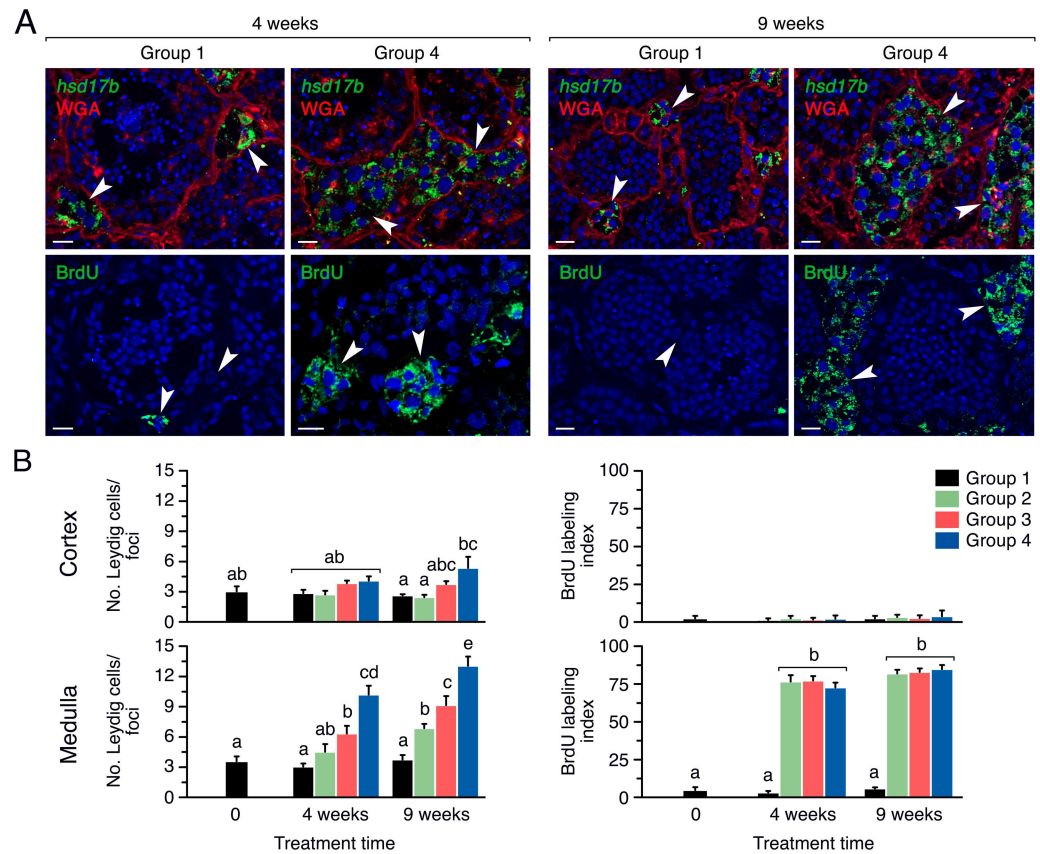 A
4 weeks
9 weeks
Group 1
Group 4
Group 1
Group 4
hsd17b
WGA
hsd17b
WGA
hsd17b
WGA
hsd17b
WGA
BrdU
BrdU
BrdU
BrdU
B
Cortex
No. Leydig cells/
foci
15
12
9
6
3
0
ab
ab
a
a
abc
bc
BrdU labeling
index
100
75
50
25
0
Group 1
Group 2
Group 3
Group 4
Medulla
No. Leydig cells/
foci
15
12
9
6
3
0
a
a
ab
b
cd
a
b
c
e
0
4 weeks
9 weeks
Treatment time
BrdU labeling
index
100
75
50
25
0
a
a
b
a
b
0
4 weeks
9 weeks
Treatment time